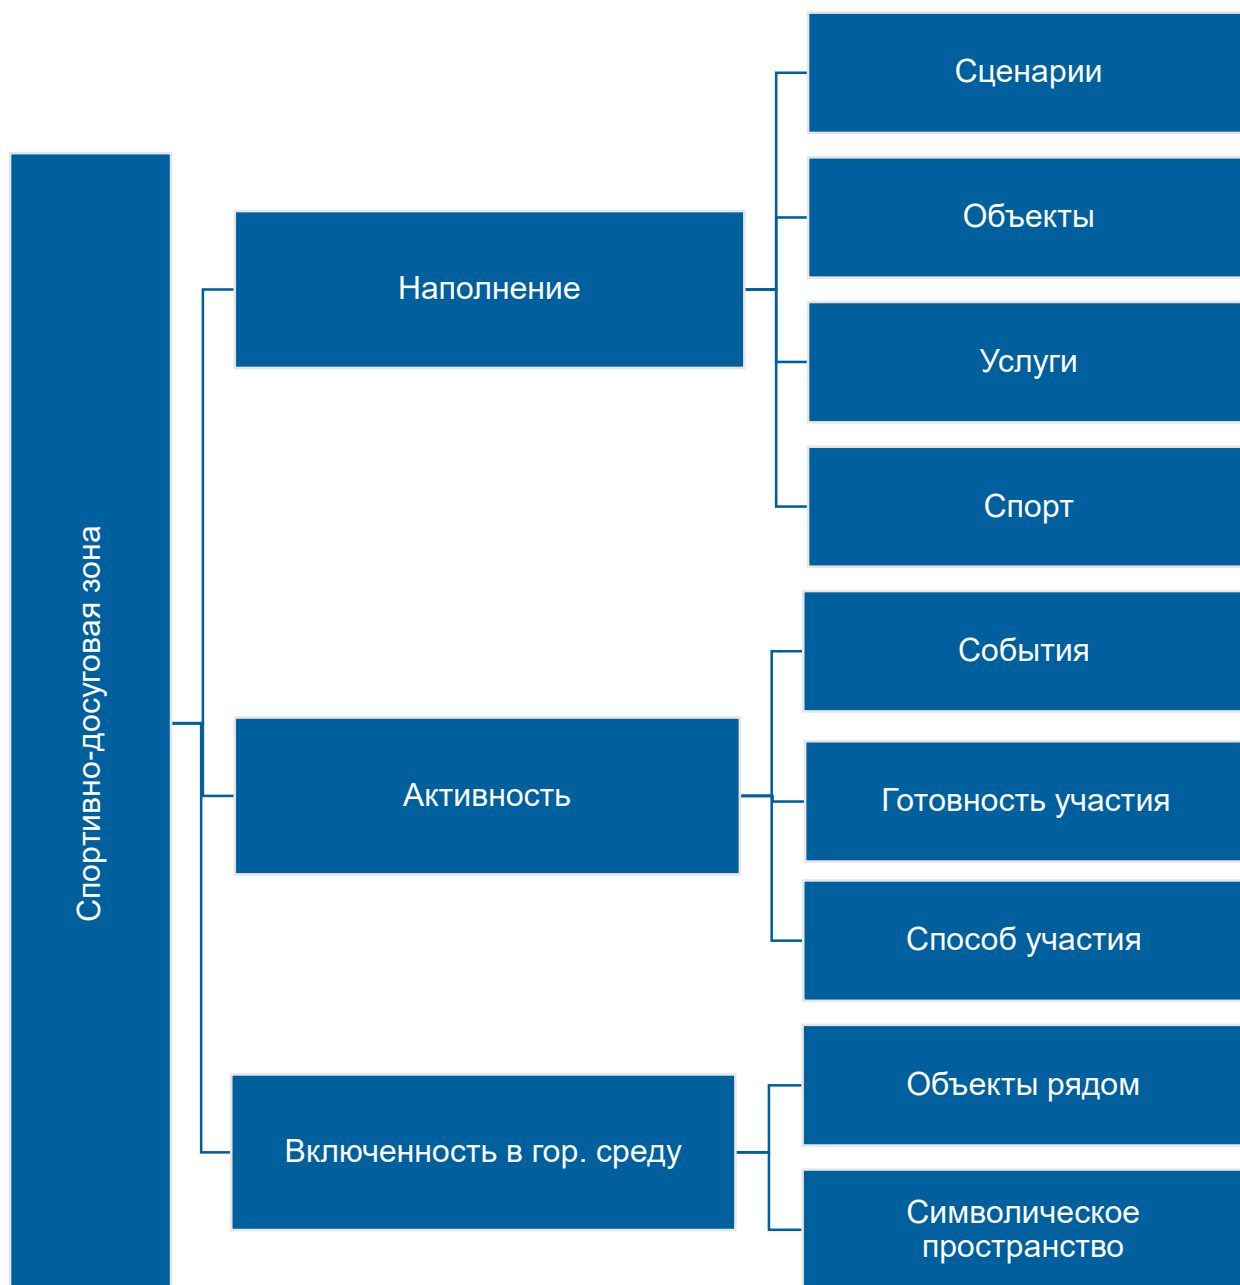 Спортивно-досуговая зона
Наполнение
Сценарии
Объекты
Услуги
Спорт
Активность
События
Готовность участия
Способ участия
Включенность в гор. среду
Объекты рядом
Символическое
пространство